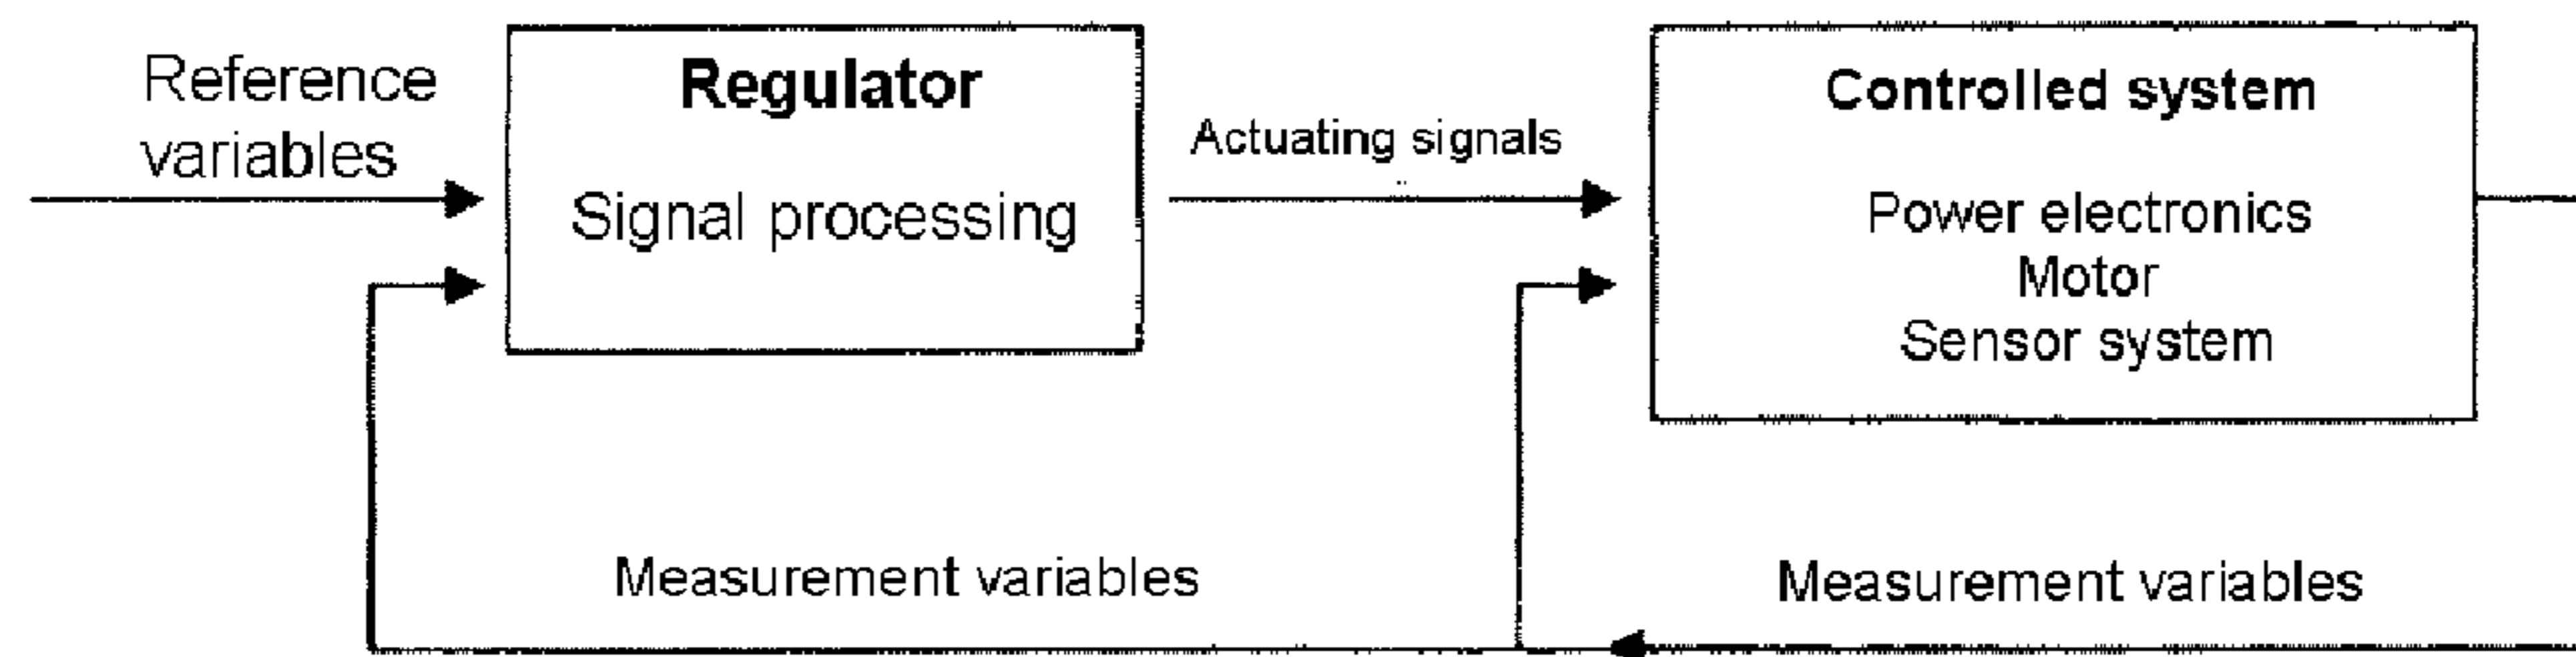 Reference
variables
Regulator
Signal processing
Actuating signals
Controlled system
Power electronics
Motor
Sensor system
Measurement variables
Measurement variables